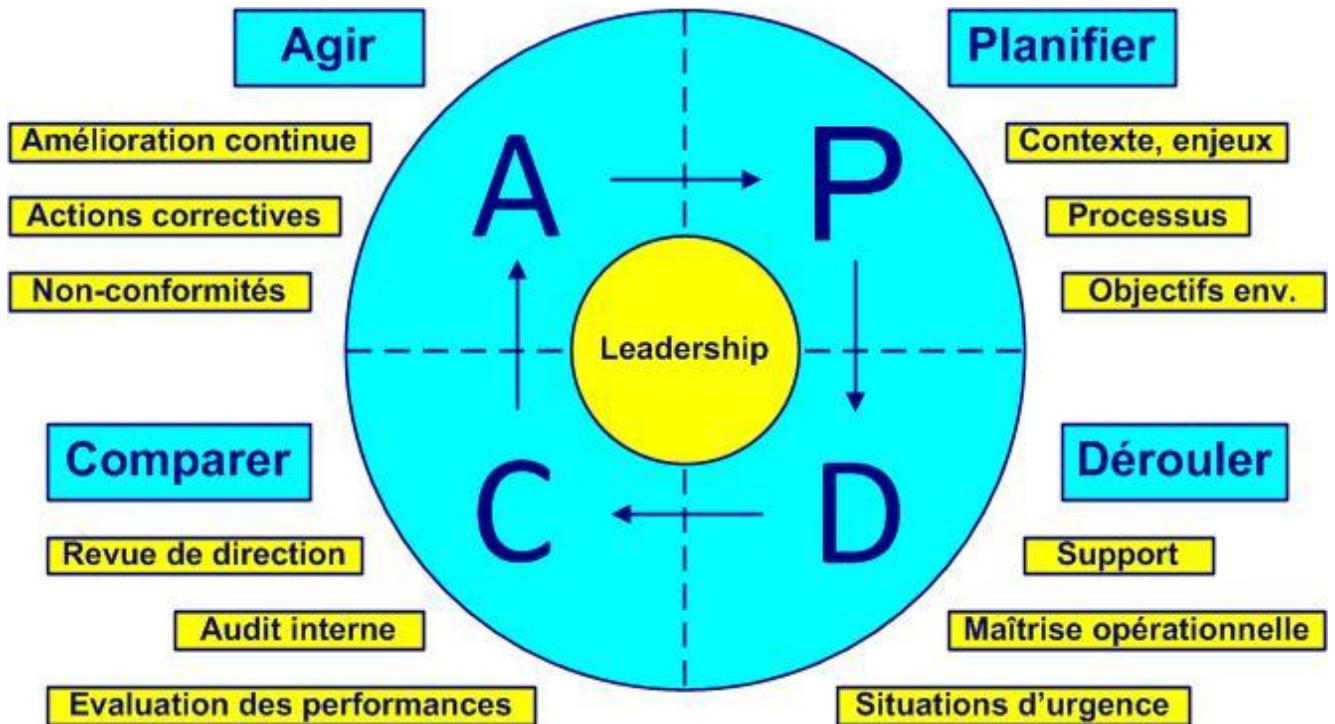 Agir
Planifier
Amélioration continue
Contexte, enjeux
Actions correctives
Processus
Non-conformités
Objectifs env.
A
P
Leadership
C
D
Comparer
Dérouler
Revue de direction
Support
Audit interne
Maîtrise opérationnelle
Evaluation des performances
Situations d'urgence